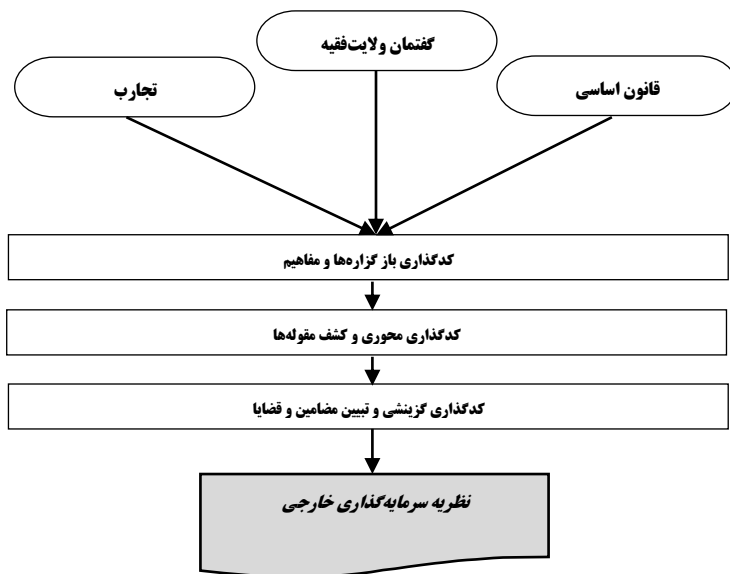 گفتمان ولایت‌فقیه
قانون اساسی
تجارب
کدگذاری باز گزاره‌ها و مفاهیم
کدگذاری محوری و کشف مقوله‌ها
کدگذاری گزینشی و تبیین مضامین و قضایا
نظریه سرمایه‌گذاری خارجی